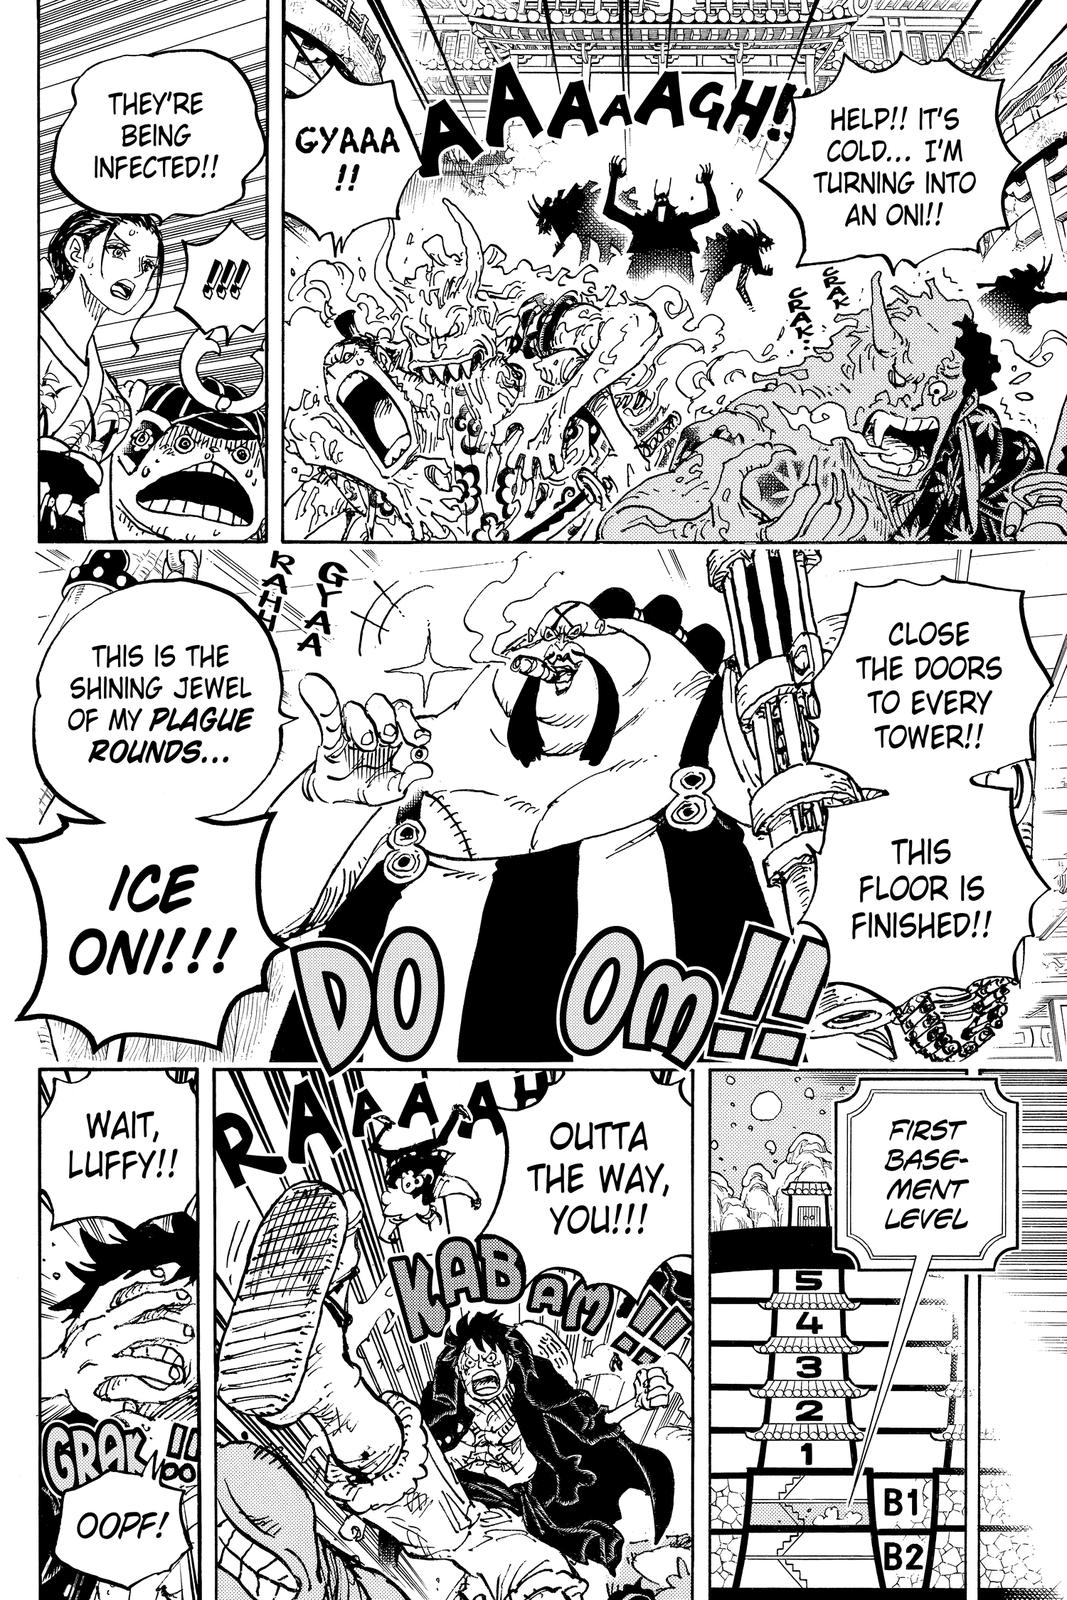 THEY'RE
BEING
INFECTED!!
!!!
GYAAA
!!
AAAAAAGH!!
HELP!! IT'S
COLD... I'M
TURNING INTO
AN ONI!!
CRAK
CRAK...
THIS IS THE
SHINING JEWEL
OF MY PLAGUE
ROUNDS...
ICE
ONI!!!
GYAA
RAHH
CLOSE
THE DOORS
TO EVERY
TOWER!!
THIS
FLOOR IS
FINISHED!!
DOOM!!
WAIT,
LUFFY!!
GRAK!!
OOPF!
RAAAAH
OUTTA
THE WAY,
YOU!!!
KABAM!!
FIRST
BASE-
MENT
LEVEL
5
4
3
2
1
B1
B2